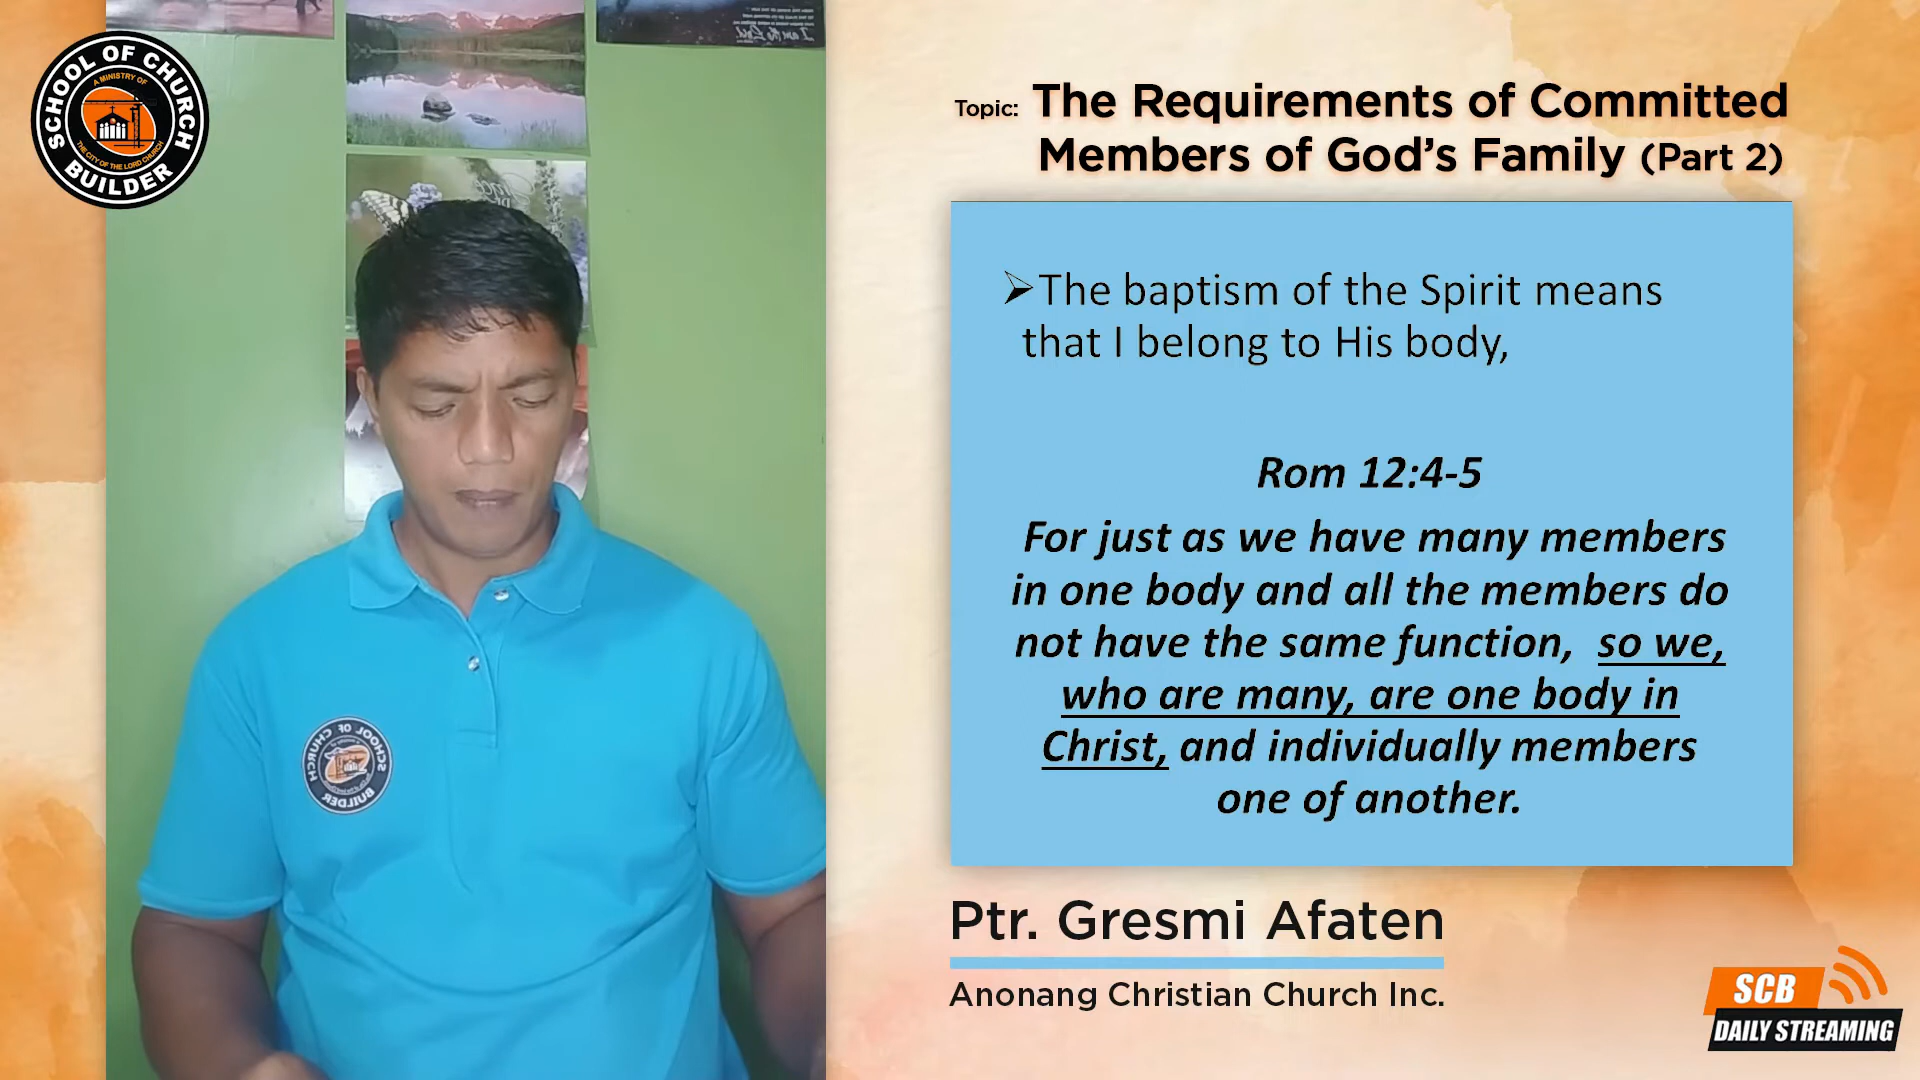 SCHOOL OF CHURCH
A MINISTRY OF
THE CITY OF THE LORD CHURCH
BUILDER
I am the Lord.
Grace
SCHOOL OF CHURCH
BUILDER
Topic: The Requirements of Committed
Members of God's Family (Part 2)
➢The baptism of the Spirit means
that I belong to His body,
Rom 12:4-5
For just as we have many members
in one body and all the members do
not have the same function, so we,
who are many, are one body in
Christ, and individually members
one of another.
Ptr. Gresmi Afaten
Anonang Christian Church Inc.
SCB
DAILY STREAMING